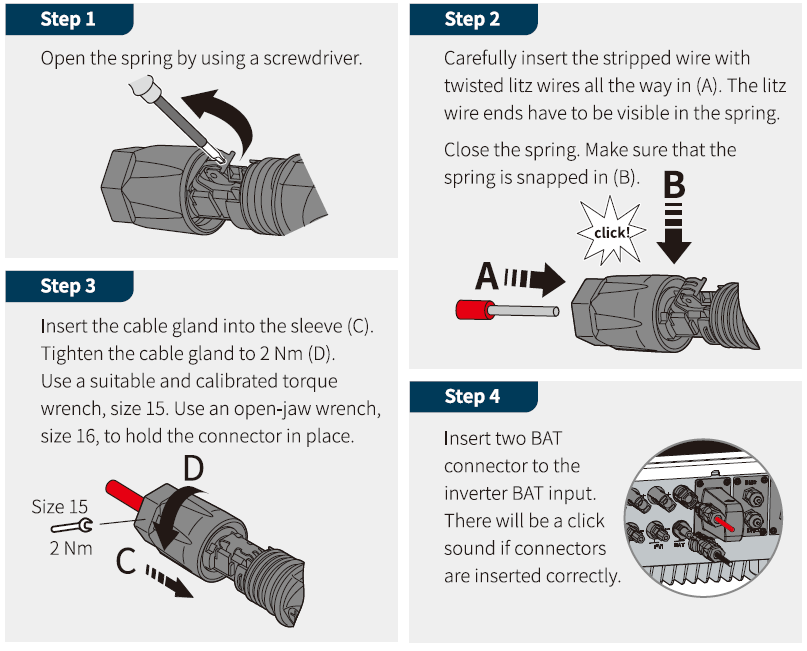 Step 1
Open the spring by using a screwdriver.
Step 2
Carefully insert the stripped wire with
twisted litz wires all the way in (A). The litz
wire ends have to be visible in the spring.
Close the spring. Make sure that the
spring is snapped in (B).
B
click!
A
Step 3
Insert the cable gland into the sleeve (C).
Tighten the cable gland to 2 Nm (D).
Use a suitable and calibrated torque
wrench, size 15. Use an open-jaw wrench,
size 16, to hold the connector in place.
D
Size 15
2 Nm
C
Step 4
Insert two BAT
connector to the
inverter BAT input.
There will be a click
sound if connectors
are inserted correctly.
BAT